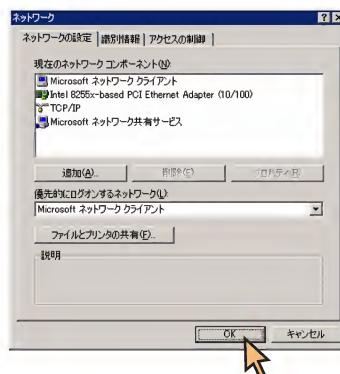 ネットワーク
ネットワークの設定 識別情報 アクセスの制御
現在のネットワーク コンポーネント(N):
Microsoft ネットワーク クライアント
Intel 8255x-based PCI Ethernet Adapter (10/100)
TCP/IP
Microsoft ネットワーク共有サービス
追加(A)... 削除(E) プロパティ(R)
優先的にログオンするネットワーク(L):
Microsoft ネットワーク クライアント
ファイルとプリンタの共有(F)...
説明
OK キャンセル